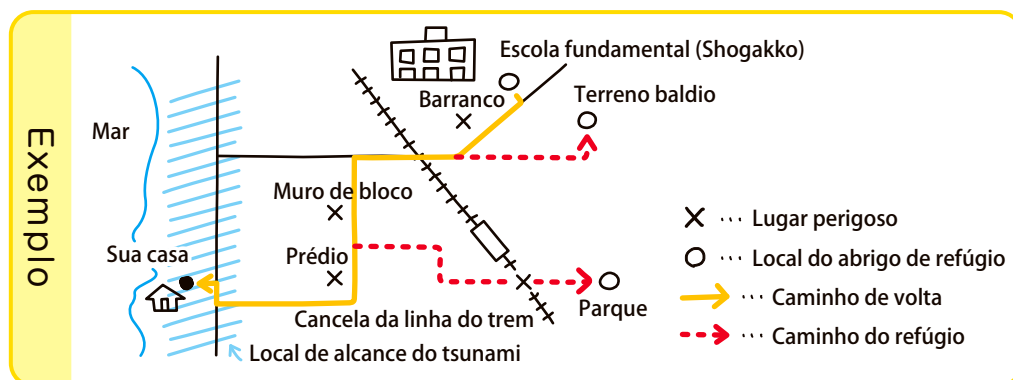 Exemplo
Escola fundamental (Shogakko)
Barranco
Terreno baldio
Mar
Muro de bloco
Lugar perigoso
Sua casa
Prédio
Local do abrigo de refúgio
Parque
Caminho de volta
Cancela da linha do trem
Caminho do refúgio
Local de alcance do tsunami